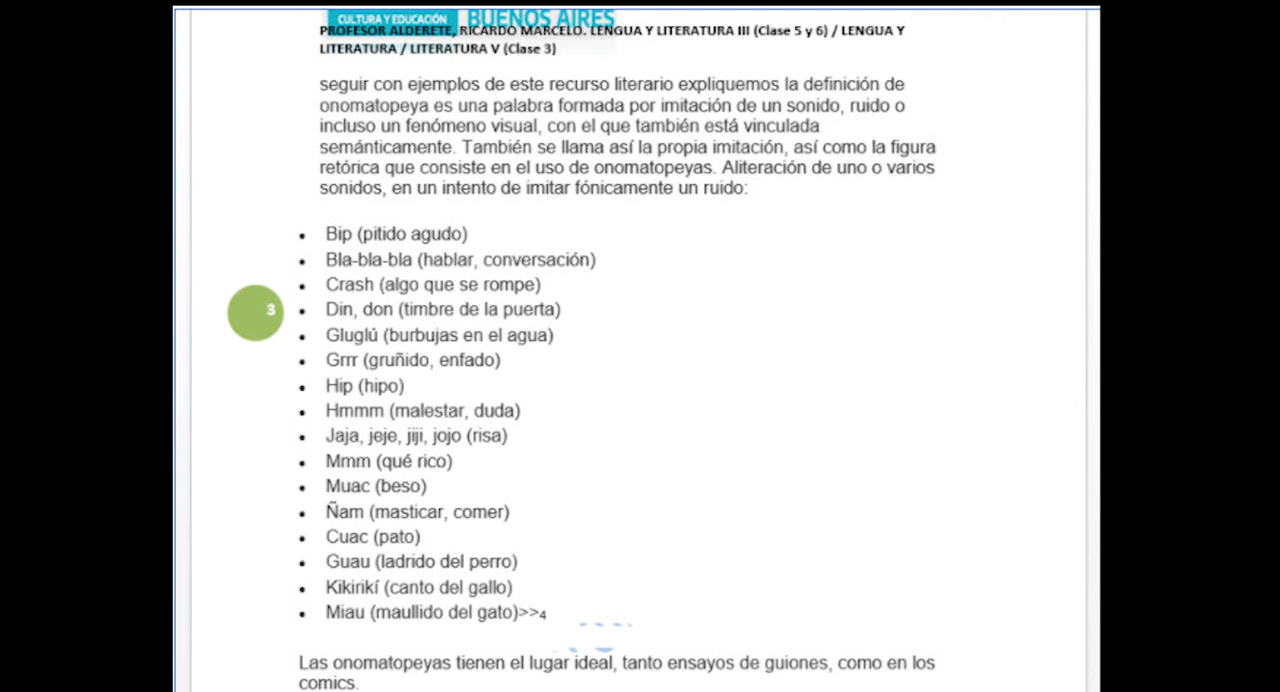 CULTURA Y EDUCACIÓN BUENOS AIRES
PROFESOR ALDERETE, RICARDO MARCELO. LENGUA Y LITERATURA III (Clase 5 y 6) / LENGUA Y
LITERATURA / LITERATURA V (Clase 3)
seguir con ejemplos de este recurso literario expliquemos la definición de
onomatopeya es una palabra formada por imitación de un sonido, ruido o
incluso un fenómeno visual, con el que también está vinculada
semánticamente. También se llama así la propia imitación, así como la figura
retórica que consiste en el uso de onomatopeyas. Aliteración de uno o varios
sonidos, en un intento de imitar fónicamente un ruido:
• Bip (pitido agudo)
• Bla-bla-bla (hablar, conversación)
• Crash (algo que se rompe)
3
• Din, don (timbre de la puerta)
• Gluglú (burbujas en el agua)
• Grrr (gruñido, enfado)
• Hip (hipo)
• Hmmm (malestar, duda)
• Jaja, jeje, jiji, jojo (risa)
• Mmm (qué rico)
• Muac (beso)
• Ñam (masticar, comer)
• Cuac (pato)
• Guau (ladrido del perro)
• Kikirikí (canto del gallo)
• Miau (maullido del gato)>>4
Las onomatopeyas tienen el lugar ideal, tanto ensayos de guiones, como en los
comics.